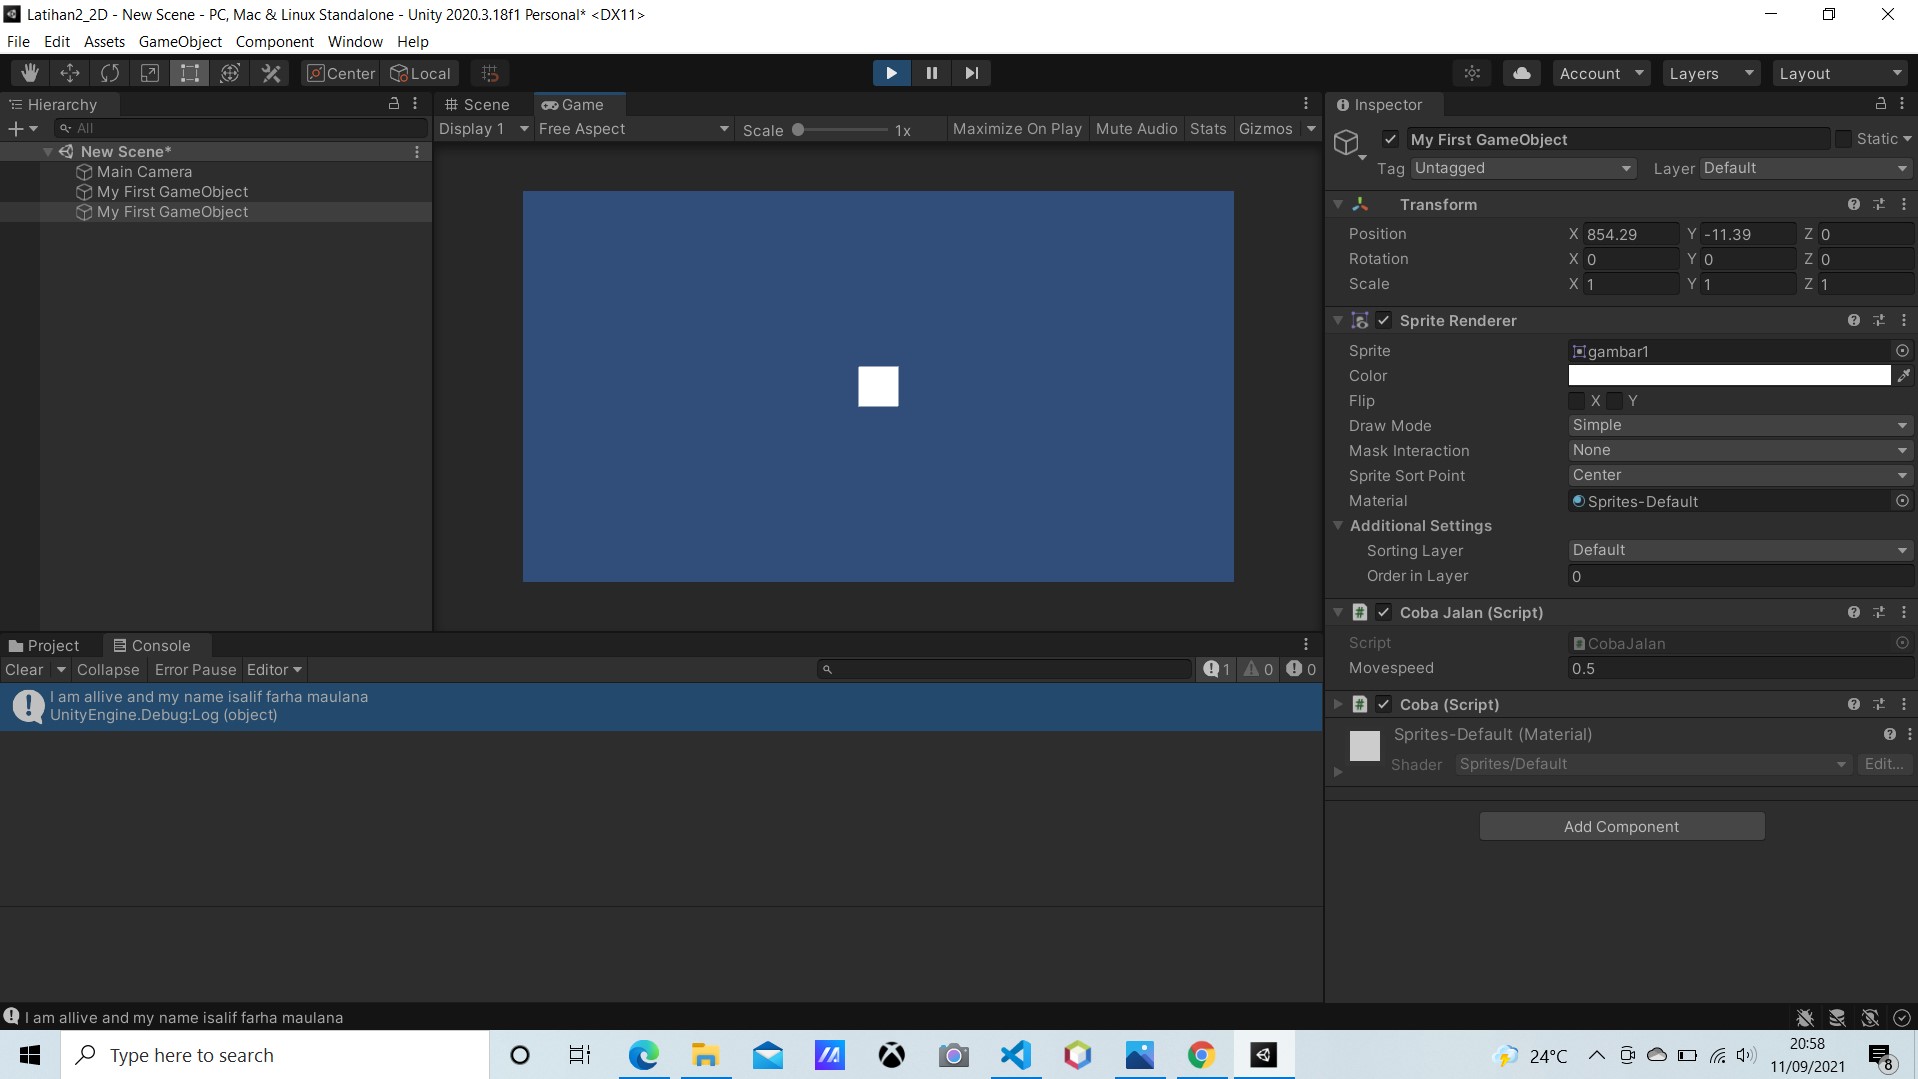 Latihan2_2D - New Scene - PC, Mac & Linux Standalone - Unity 2020.3.18f1 Personal* <DX11>
File Edit Assets GameObject Component Window Help
Center Local Account Layers Layout
Hierarchy
All
New Scene*
Main Camera
My First GameObject
My First GameObject
Scene Game
Display 1 Free Aspect Scale 1x Maximize On Play Mute Audio Stats Gizmos
Inspector
My First GameObject Static
Tag Untagged Layer Default
Transform
Position X 854.29 Y -11.39 Z 0
Rotation X 0 Y 0 Z 0
Scale X 1 Y 1 Z 1
Sprite Renderer
Sprite gambar1
Color
Flip X Y
Draw Mode Simple
Mask Interaction None
Sprite Sort Point Center
Material Sprites-Default
Additional Settings
Sorting Layer Default
Order in Layer 0
Coba Jalan (Script)
Script CobaJalan
Movespeed 0.5
Coba (Script)
Sprites-Default (Material)
Shader Sprites/Default Edit...
Add Component
Project Console
Clear Collapse Error Pause Editor 1 0 0
I am allive and my name isalif farha maulana
UnityEngine.Debug:Log (object)
I am allive and my name isalif farha maulana
Type here to search
24°C
20:58
11/09/2021
8